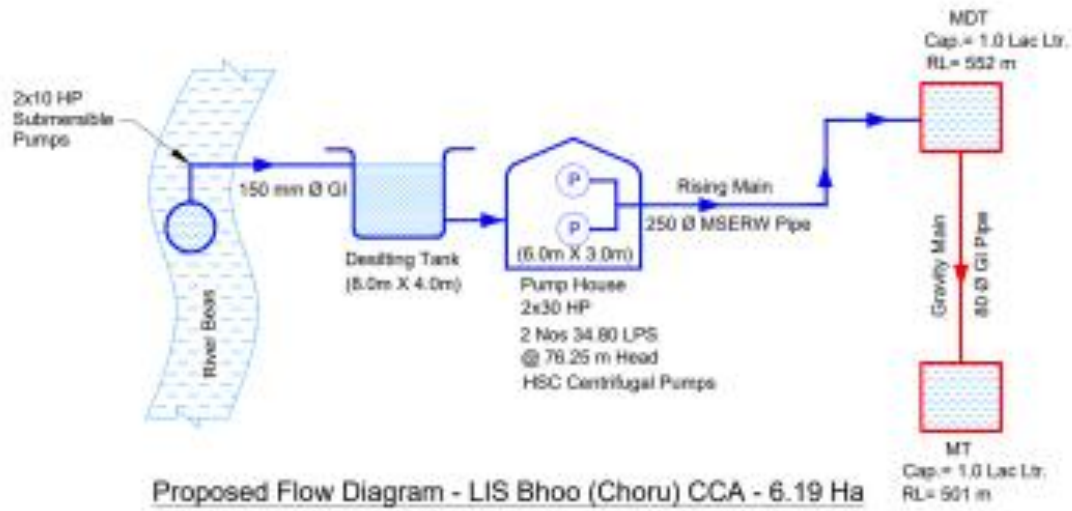 MDT
Cap.= 1.0 Lac Ltr.
RL= 552 m
2x10 HP
Submersible
Pumps
150 mm Ø GI
River Beas
Desilting Tank
(8.0m X 4.0m)
P
P
(6.0m X 3.0m)
Pump House
2x30 HP
2 Nos 34.80 LPS
@ 76.25 m Head
HSC Centrifugal Pumps
Rising Main
250 Ø MSERW Pipe
Gravity Main
80 Ø GI Pipe
MT
Cap.= 1.0 Lac Ltr.
RL= 501 m
Proposed Flow Diagram - LIS Bhoo (Choru) CCA - 6.19 Ha